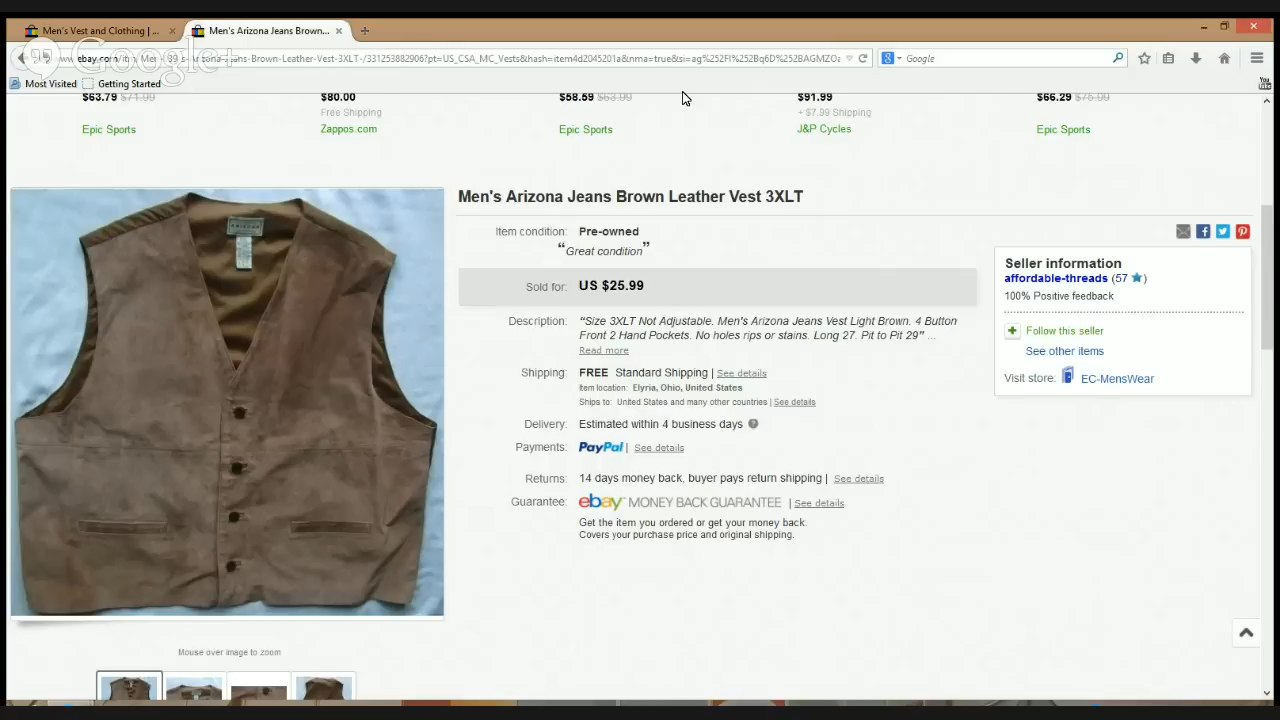 Men's Vest and Clothing | ...
Men's Arizona Jeans Brown...
Google+
Google
Most Visited
Getting Started
$63.79 $71.99
$80.00
$58.59 $63.99
$91.99
$66.29 $75.99
Free Shipping
+ $7.99 Shipping
Epic Sports
Zappos.com
Epic Sports
J&P Cycles
Epic Sports
Men's Arizona Jeans Brown Leather Vest 3XLT
Item condition: Pre-owned
“Great condition”
Sold for: US $25.99
Description: “Size 3XLT Not Adjustable. Men's Arizona Jeans Vest Light Brown. 4 Button
Front 2 Hand Pockets. No holes rips or stains. Long 27. Pit to Pit 29” ...
Read more
Shipping: FREE Standard Shipping | See details
Item location: Elyria, Ohio, United States
Ships to: United States and many other countries | See details
Delivery: Estimated within 4 business days
Payments: PayPal | See details
Returns: 14 days money back, buyer pays return shipping | See details
Guarantee: ebay MONEY BACK GUARANTEE | See details
Get the item you ordered or get your money back.
Covers your purchase price and original shipping.
Seller information
affordable-threads (57 )
100% Positive feedback
Follow this seller
See other items
Visit store: EC-MensWear
ARIZONA
Mouse over image to zoom